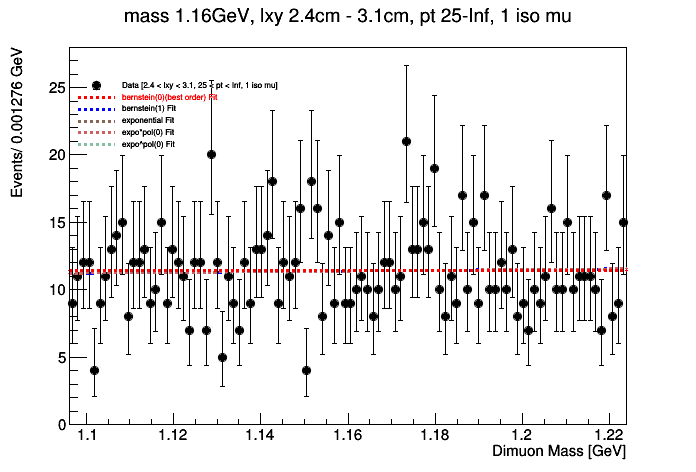 mass 1.16GeV, lxy 2.4cm - 3.1cm, pt 25-Inf, 1 iso mu
Events/ 0.001276 GeV
25
20
15
10
5
0
Data [2.4 < lxy < 3.1, 25 < pt < Inf, 1 iso mu]
bernstein(0)(best order) Fit
bernstein(1) Fit
exponential Fit
expo*pol(0) Fit
expo*pol(0) Fit
1.1 1.12 1.14 1.16 1.18 1.2 1.22
Dimuon Mass [GeV]